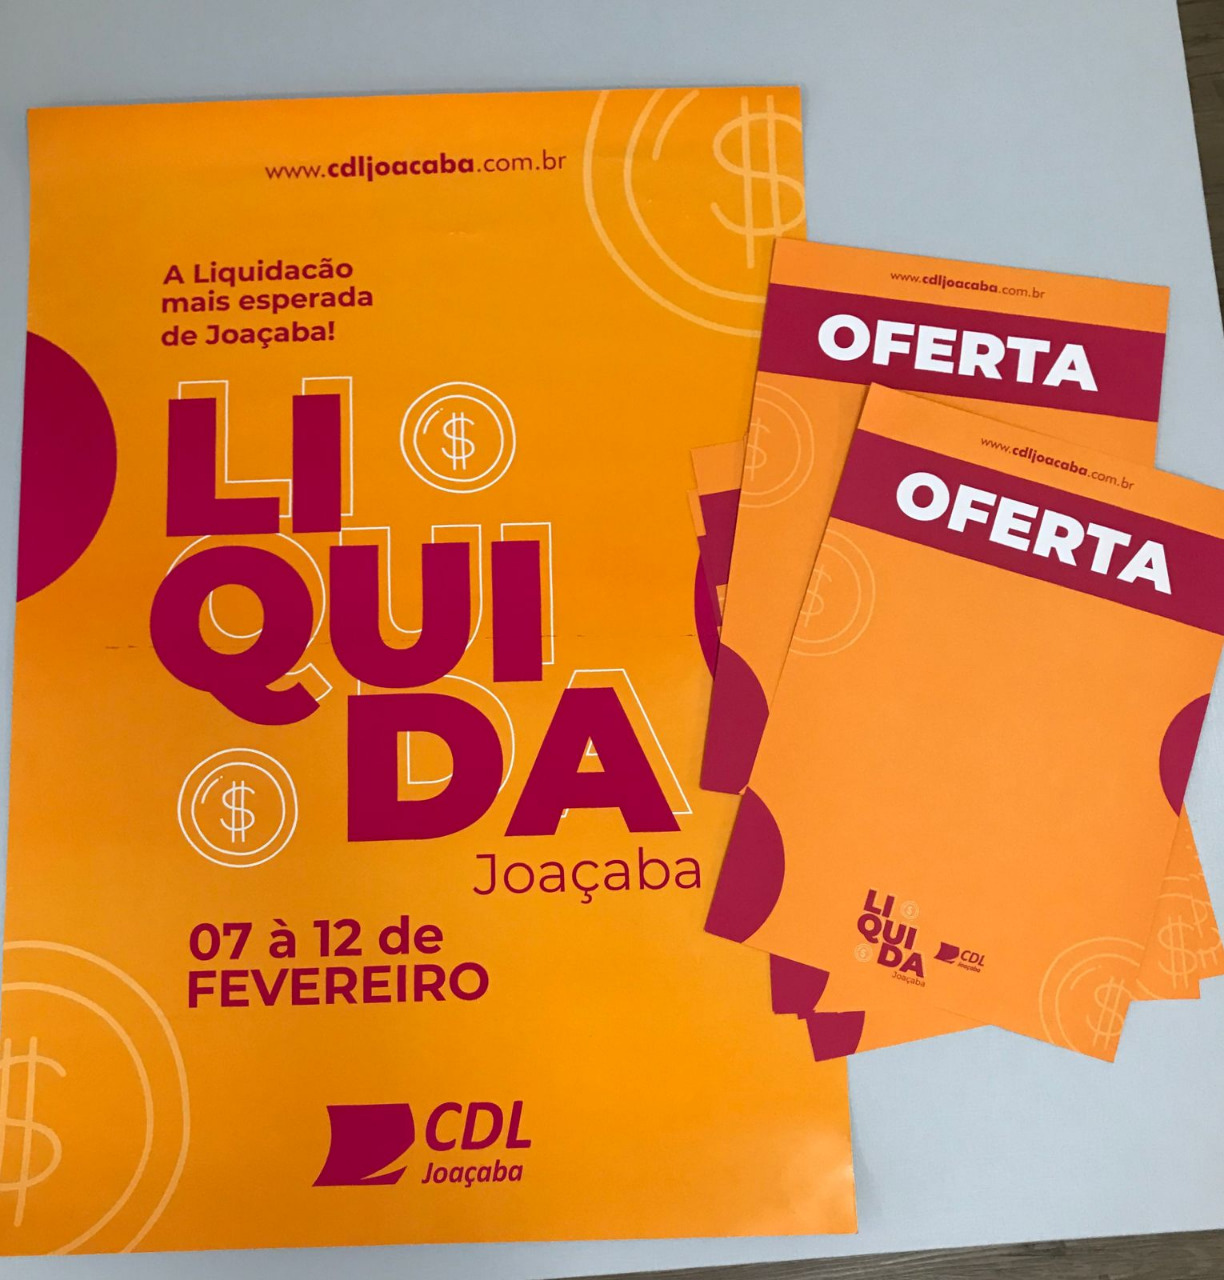 www.cdljoacaba.com.br
A Liquidacão
mais esperada
de Joaçaba!
LI
QUI
DA
Joaçaba
07 à 12 de
FEVEREIRO
CDL
Joaçaba
www.cdljoacaba.com.br
OFERTA
www.cdljoacaba.com.br
OFERTA
LI
QUI
DA
Joaçaba
CDL
Joaçaba